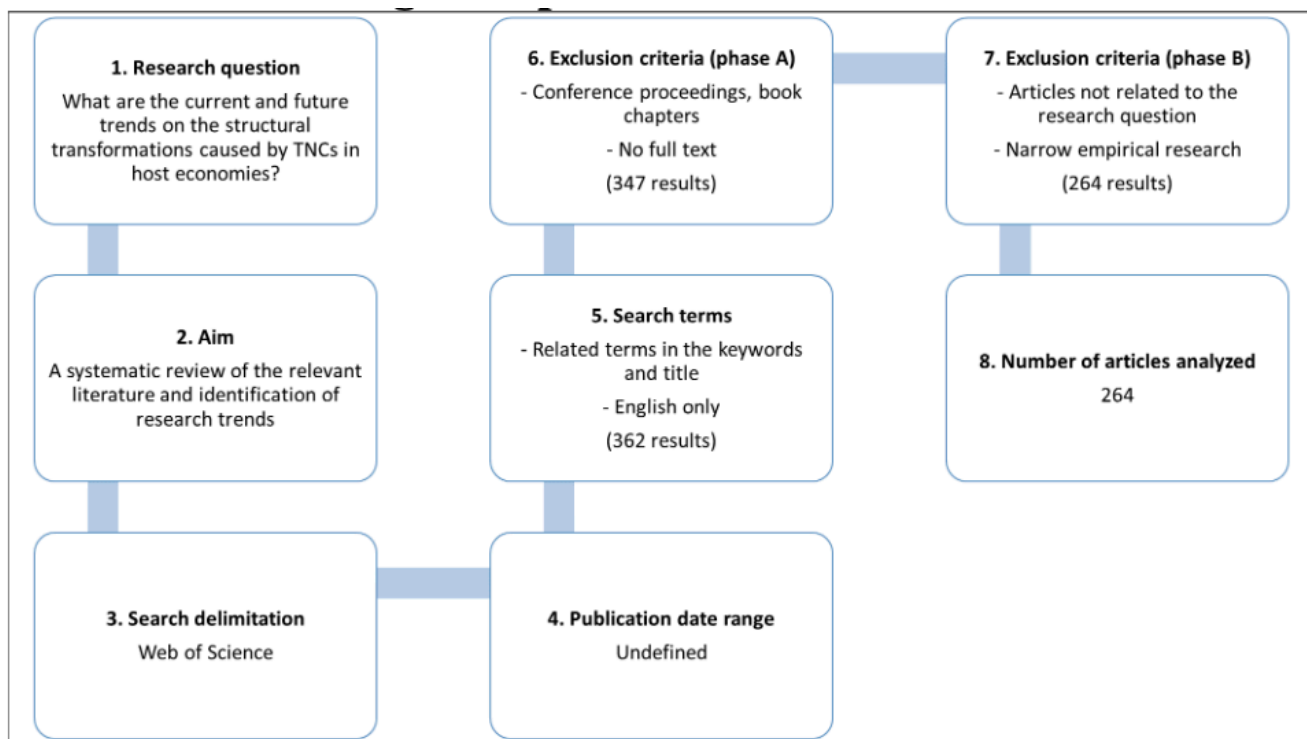 1. Research question
What are the current and future
trends on the structural
transformations caused by TNCs in
host economies?
2. Aim
A systematic review of the relevant
literature and identification of
research trends
3. Search delimitation
Web of Science
4. Publication date range
Undefined
5. Search terms
- Related terms in the keywords
and title
- English only
(362 results)
6. Exclusion criteria (phase A)
- Conference proceedings, book
chapters
- No full text
(347 results)
7. Exclusion criteria (phase B)
- Articles not related to the
research question
- Narrow empirical research
(264 results)
8. Number of articles analyzed
264